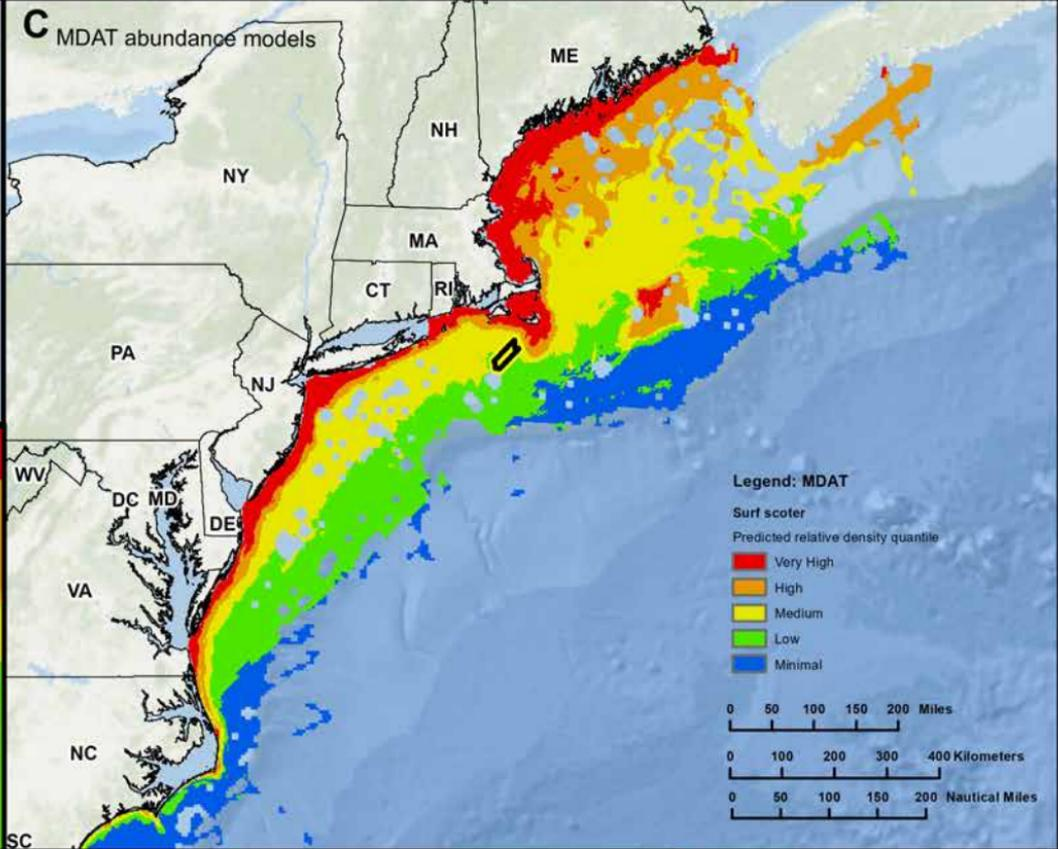 C MDAT abundance models
ME
NH
NY
MA
CT
RI
PA
NJ
WV
DC
MD
DE
VA
NC
SC
Legend: MDAT
Surf scoter
Predicted relative density quantile
Very High
High
Medium
Low
Minimal
0 50 100 150 200 Miles
0 100 200 300 400 Kilometers
0 50 100 150 200 Nautical Miles